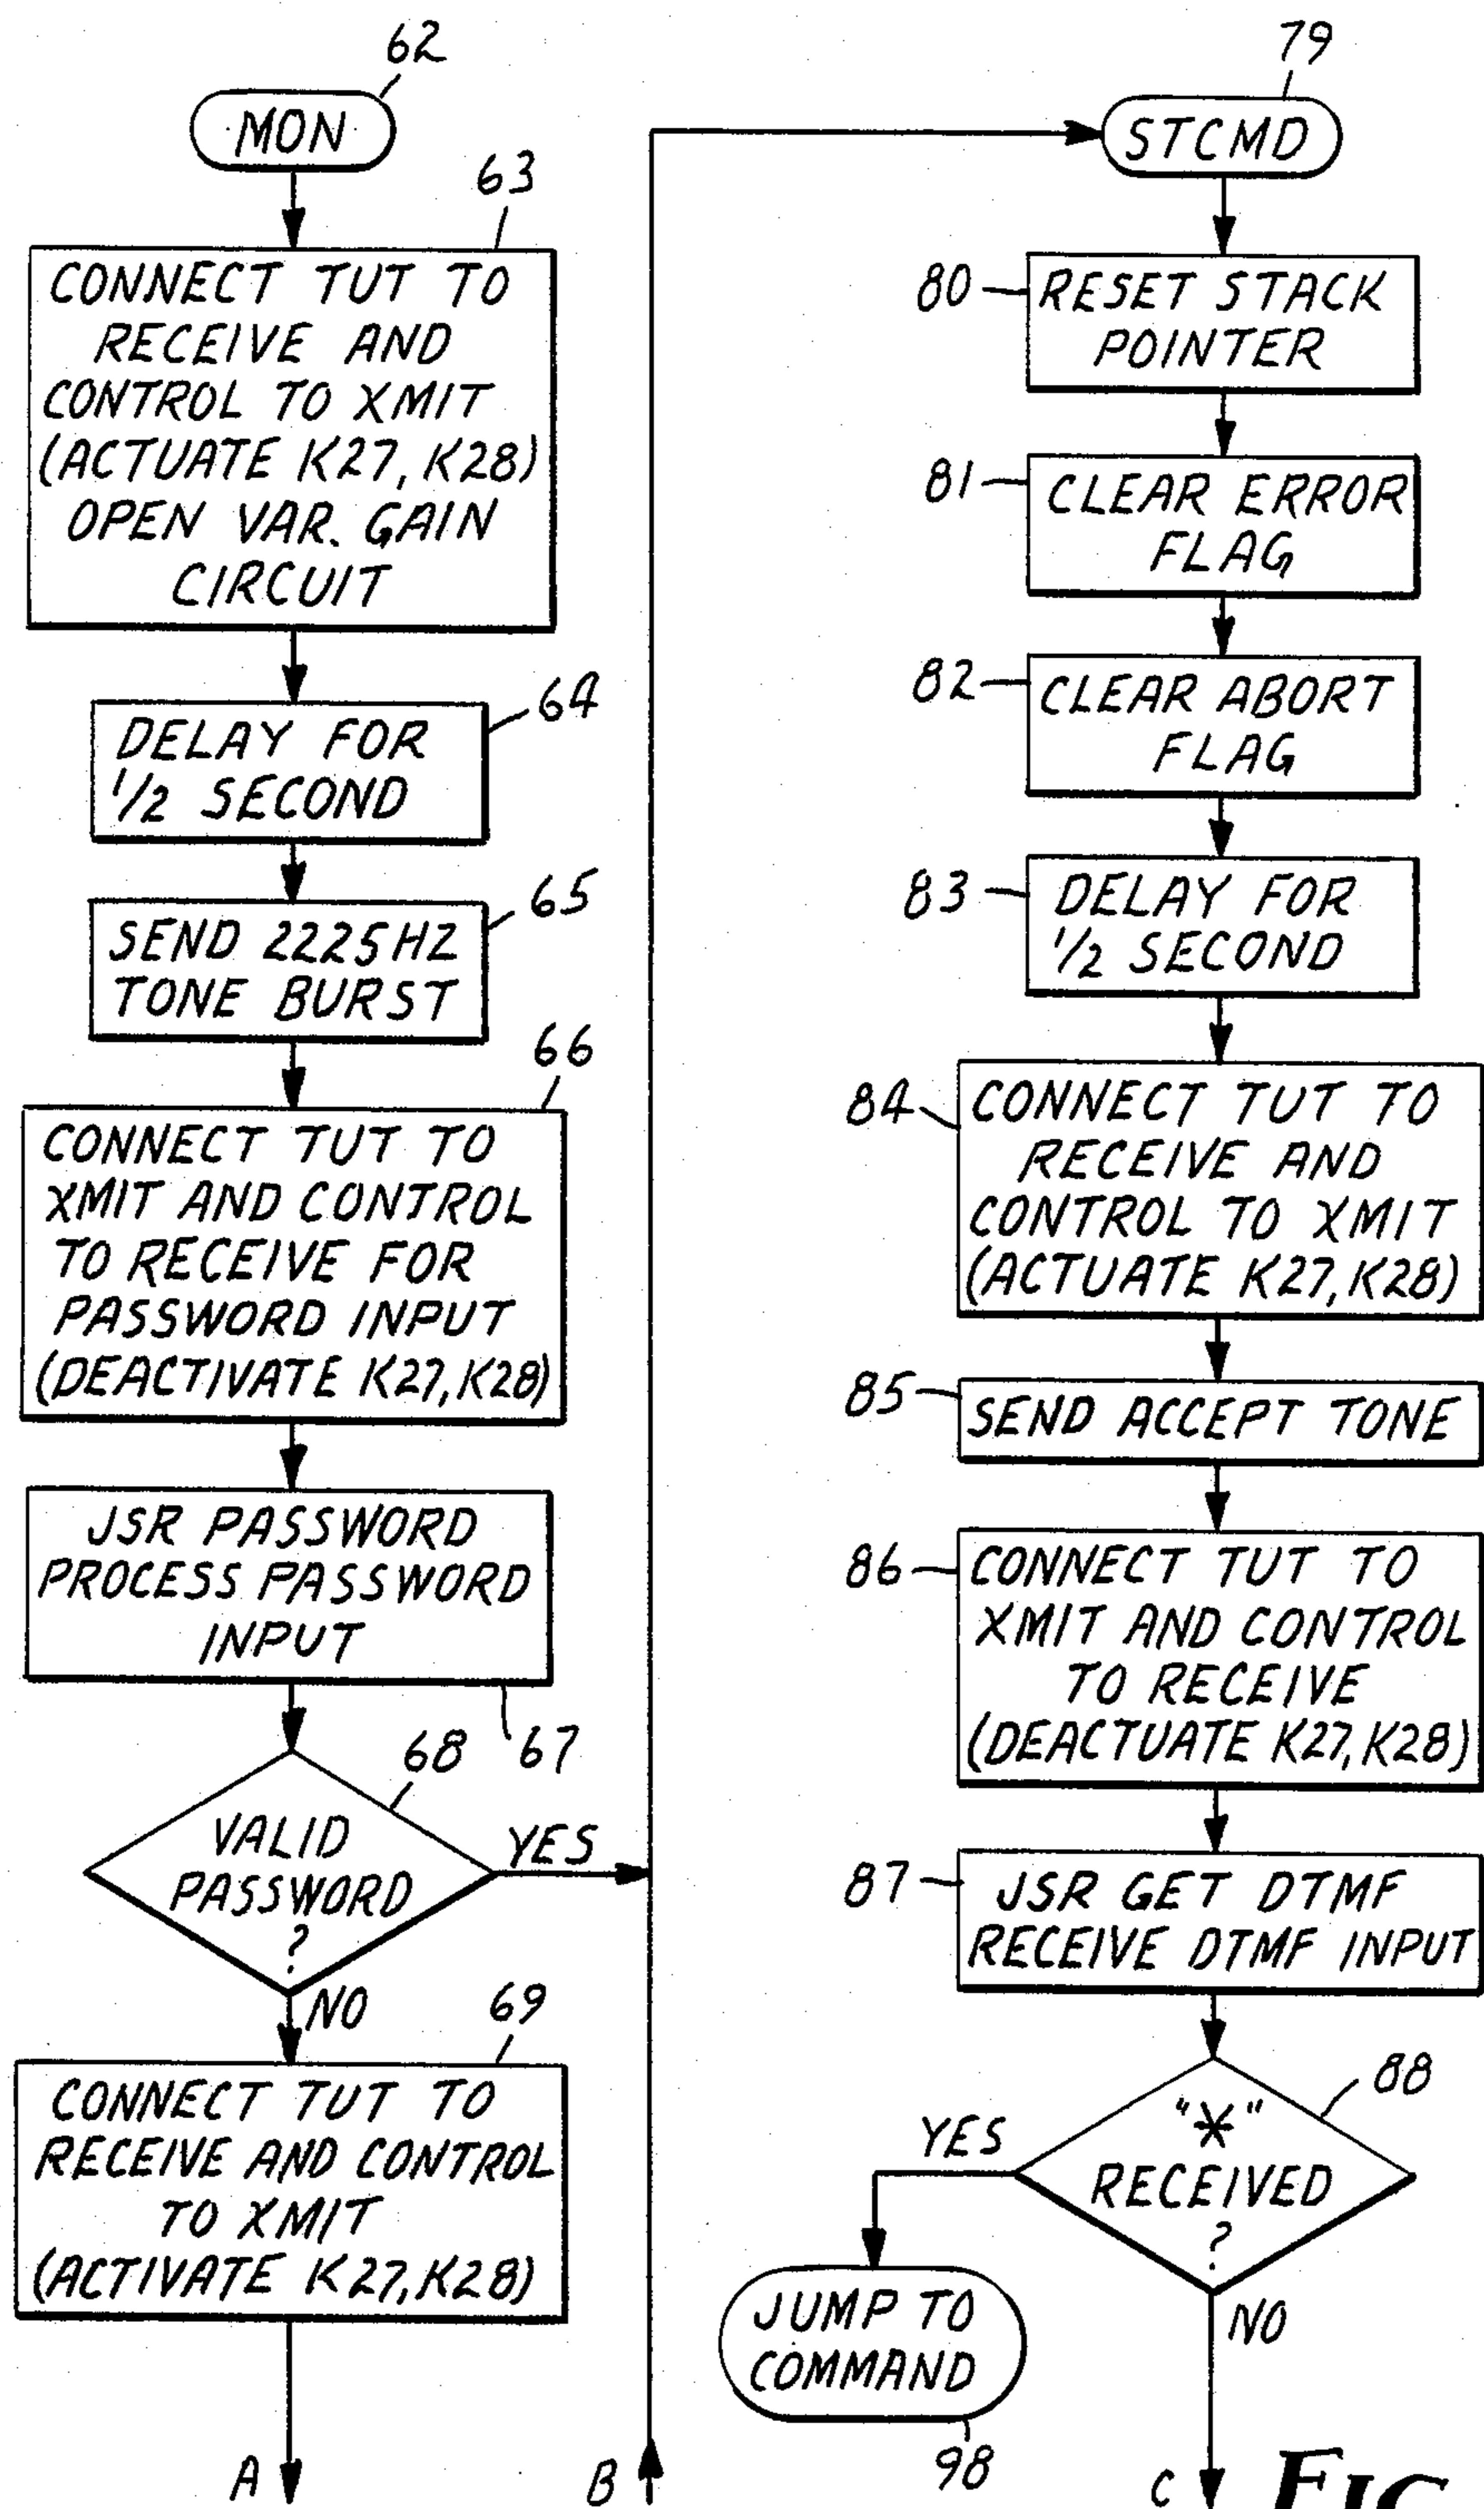 62
MON
63
CONNECT TUT TO
RECEIVE AND
CONTROL TO XMIT
(ACTUATE K27, K28)
OPEN VAR. GAIN
CIRCUIT
64
DELAY FOR
1/2 SECOND
65
SEND 2225HZ
TONE BURST
66
CONNECT TUT TO
XMIT AND CONTROL
TO RECEIVE FOR
PASSWORD INPUT
(DEACTIVATE K27, K28)
JSR PASSWORD
PROCESS PASSWORD
INPUT
67
68
VALID
PASSWORD
?
YES
NO
69
CONNECT TUT TO
RECEIVE AND CONTROL
TO XMIT
(ACTIVATE K27, K28)
A
B
79
STCMD
80
RESET STACK
POINTER
81
CLEAR ERROR
FLAG
82
CLEAR ABORT
FLAG
83
DELAY FOR
1/2 SECOND
84
CONNECT TUT TO
RECEIVE AND
CONTROL TO XMIT
(ACTUATE K27, K28)
85
SEND ACCEPT TONE
86
CONNECT TUT TO
XMIT AND CONTROL
TO RECEIVE
(DEACTUATE K27, K28)
87
JSR GET DTMF
RECEIVE DTMF INPUT
88
"*"
RECEIVED
?
YES
NO
JUMP TO
COMMAND
98
C
FIG